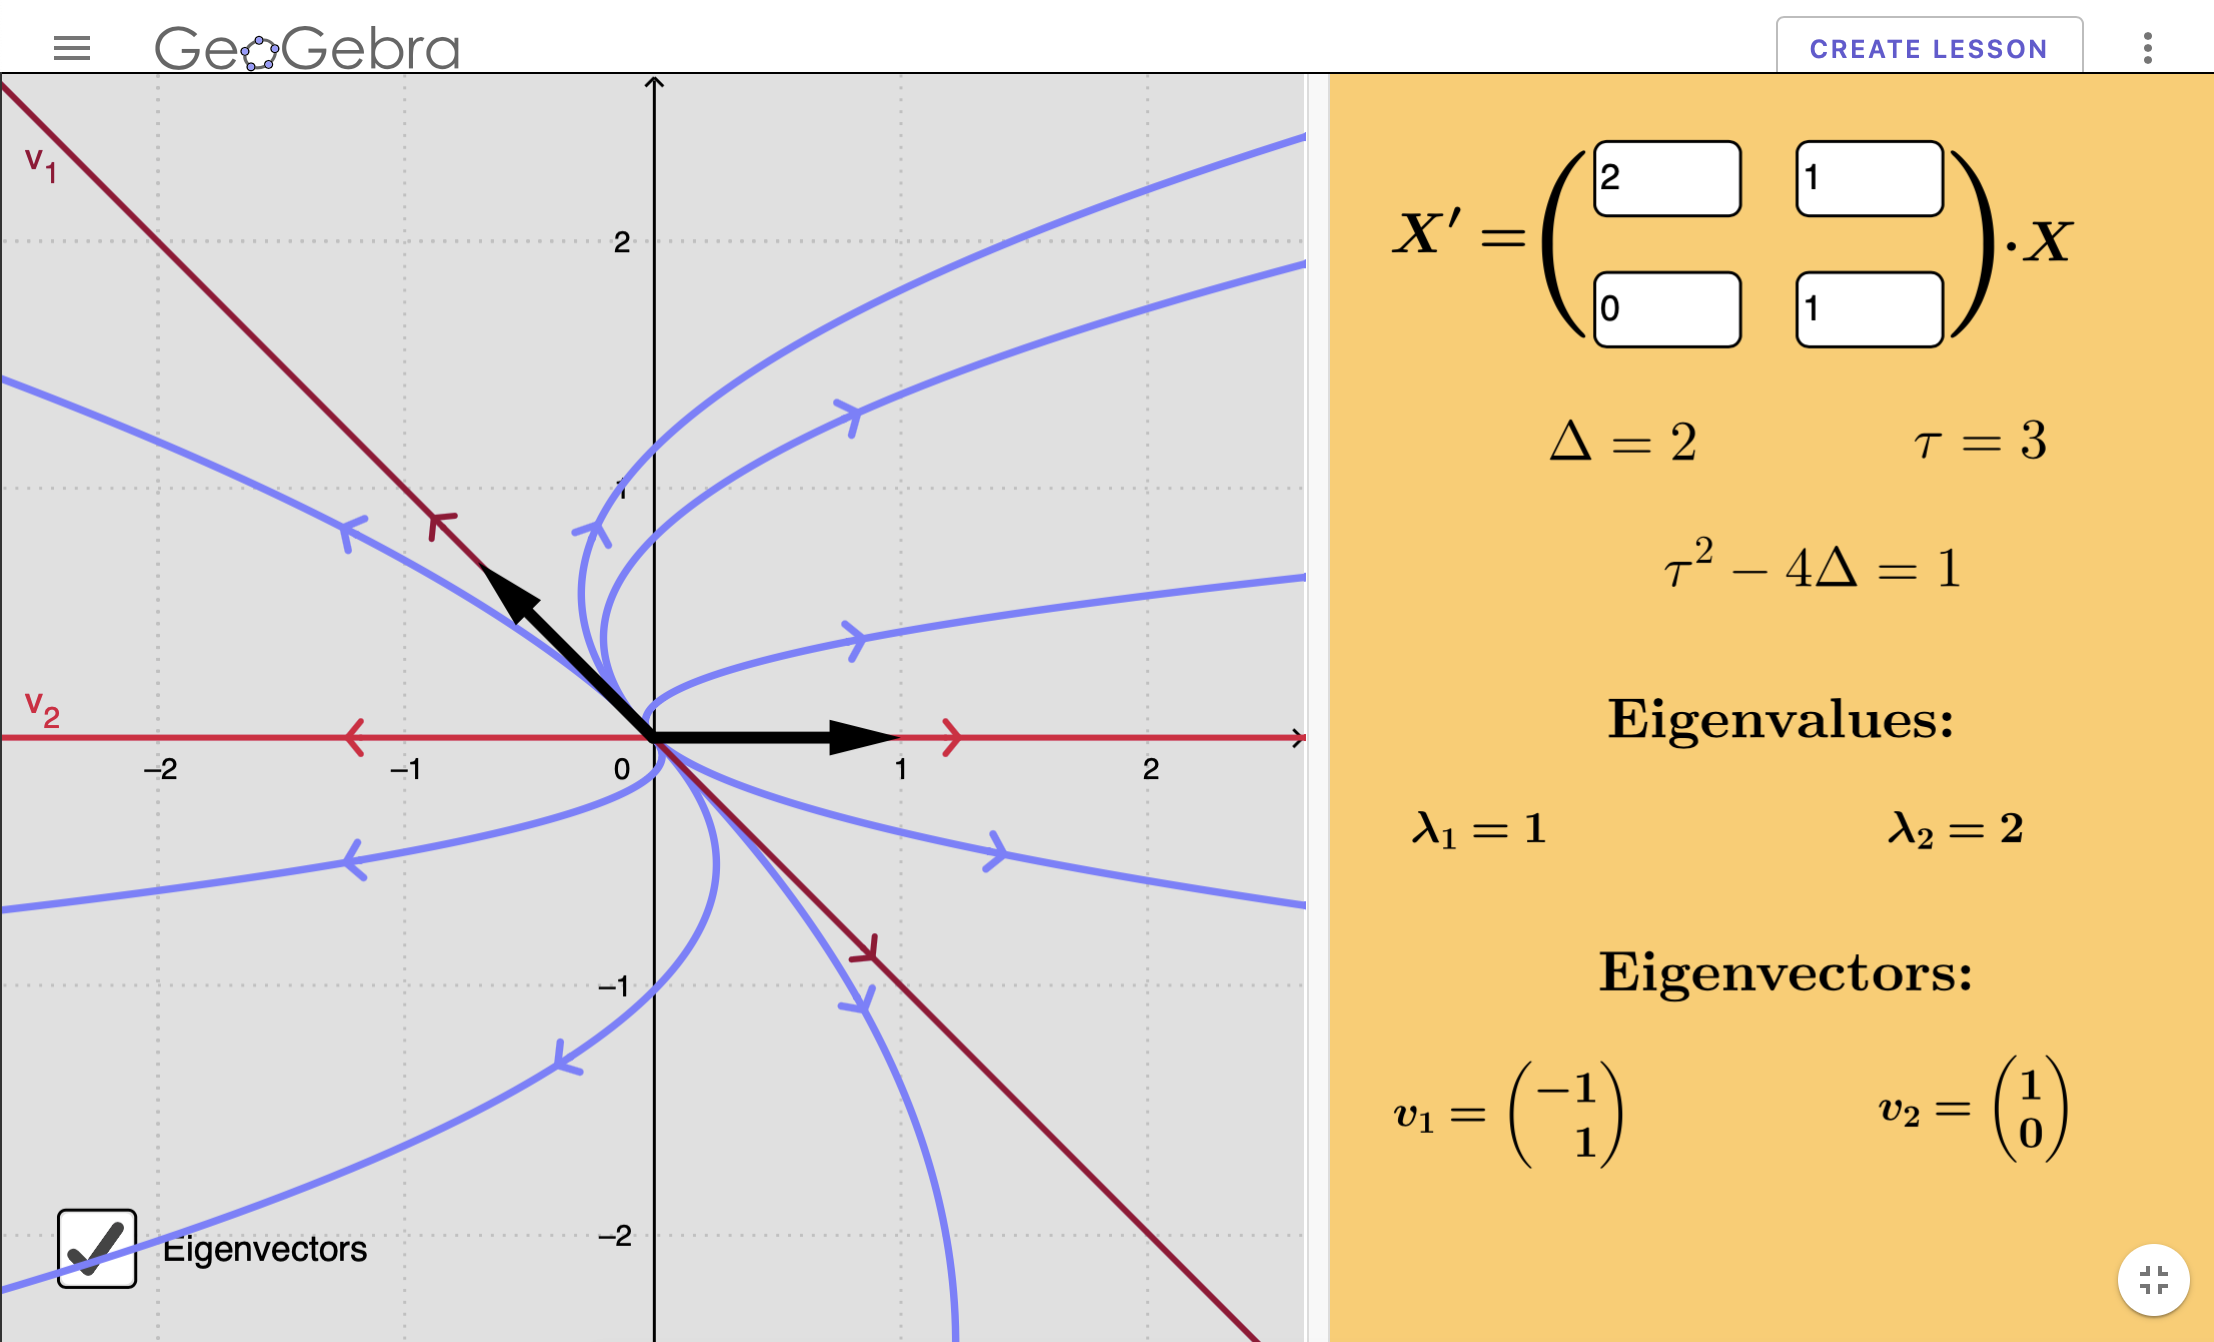 GeoGebra
CREATE LESSON
v₁
2
1
v₂
−2
−1
0
1
2
−1
−2
Eigenvectors
X′ = ( 2 1
0 1 ) · X
Δ = 2 τ = 3
τ² − 4Δ = 1
Eigenvalues:
λ₁ = 1 λ₂ = 2
Eigenvectors:
v₁ = ( −1
1 ) v₂ = ( 1
0 )